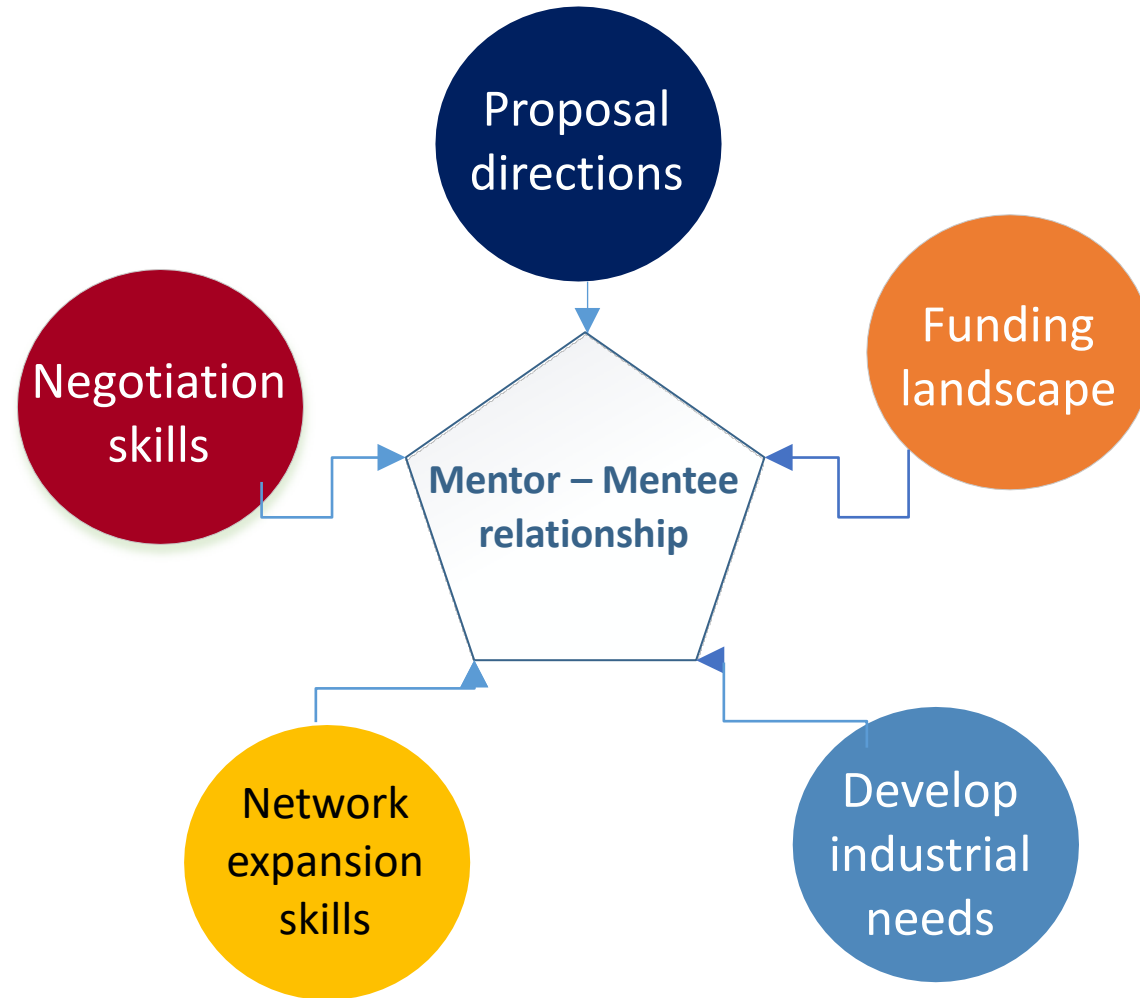 Proposal
directions
Funding
landscape
Negotiation
skills
Mentor – Mentee
relationship
Network
expansion
skills
Develop
industrial
needs